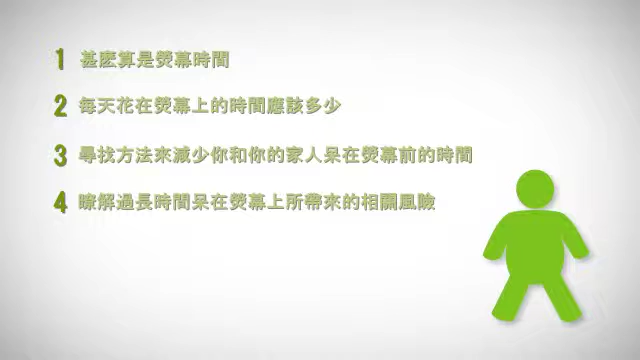 1 甚麽算是熒幕時間
2 每天花在熒幕上的時間應該多少
3 尋找方法來減少你和你的家人呆在熒幕前的時間
4 瞭解過長時間呆在熒幕上所帶來的相關風險